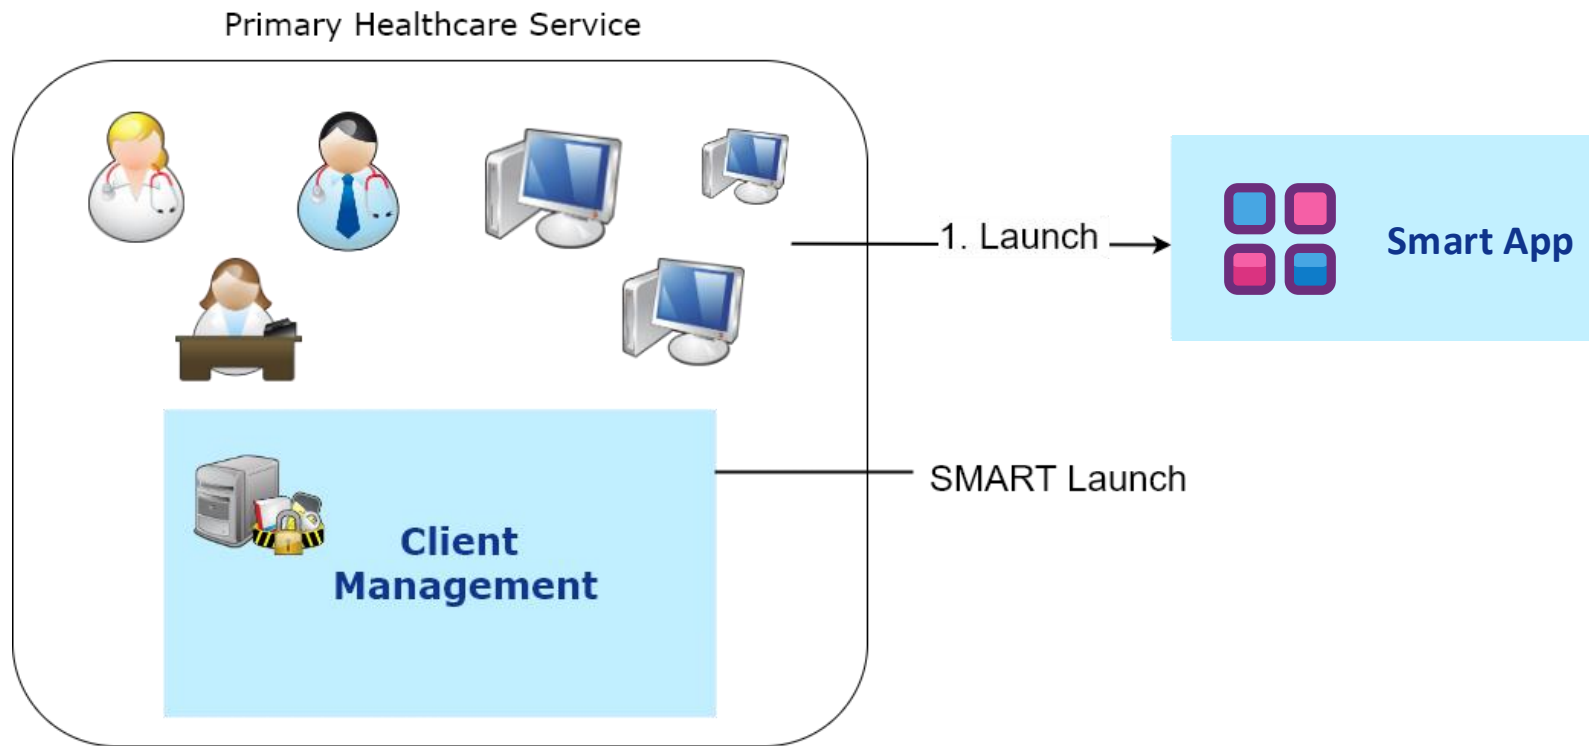 Primary Healthcare Service
1. Launch
Smart App
SMART Launch
Client
Management